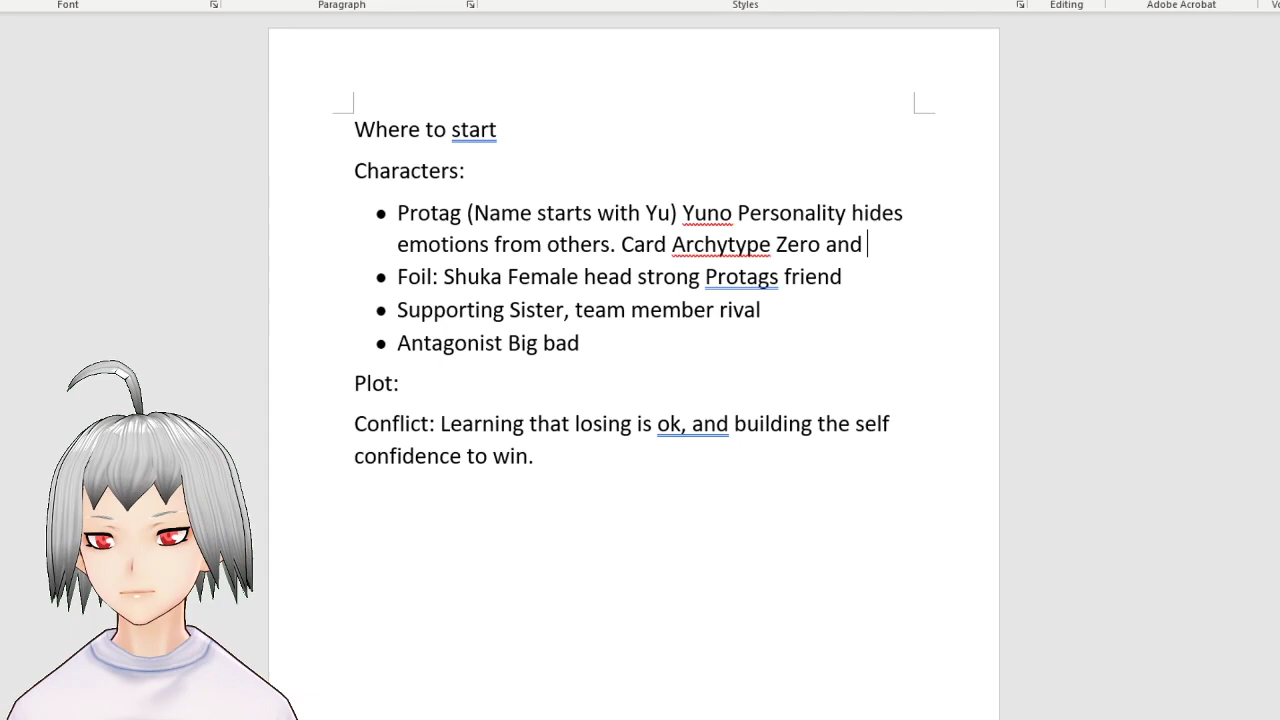 Font Paragraph Styles Editing Adobe Acrobat
Where to start
Characters:
● Protag (Name starts with Yu) Yuno Personality hides
emotions from others. Card Archytype Zero and
● Foil: Shuka Female head strong Protags friend
● Supporting Sister, team member rival
● Antagonist Big bad
Plot:
Conflict: Learning that losing is ok, and building the self
confidence to win.